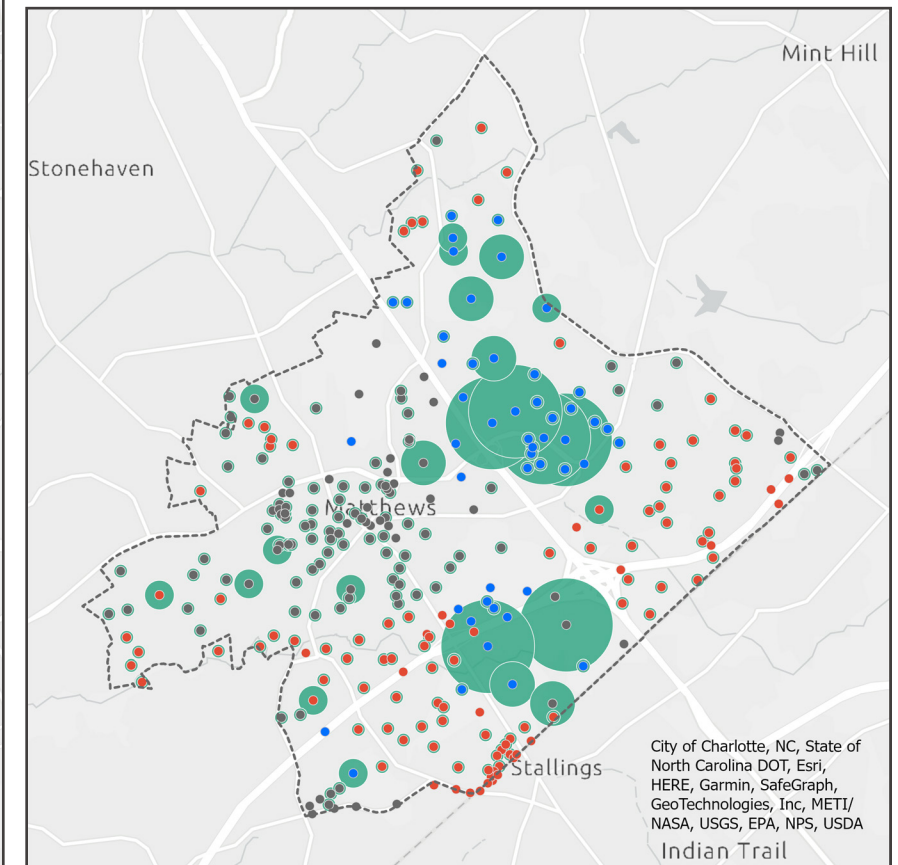 Mint Hill
Stonehaven
Matthews
Stallings
City of Charlotte, NC, State of
North Carolina DOT, Esri,
HERE, Garmin, SafeGraph,
GeoTechnologies, Inc, METI/
NASA, USGS, EPA, NPS, USDA
Indian Trail